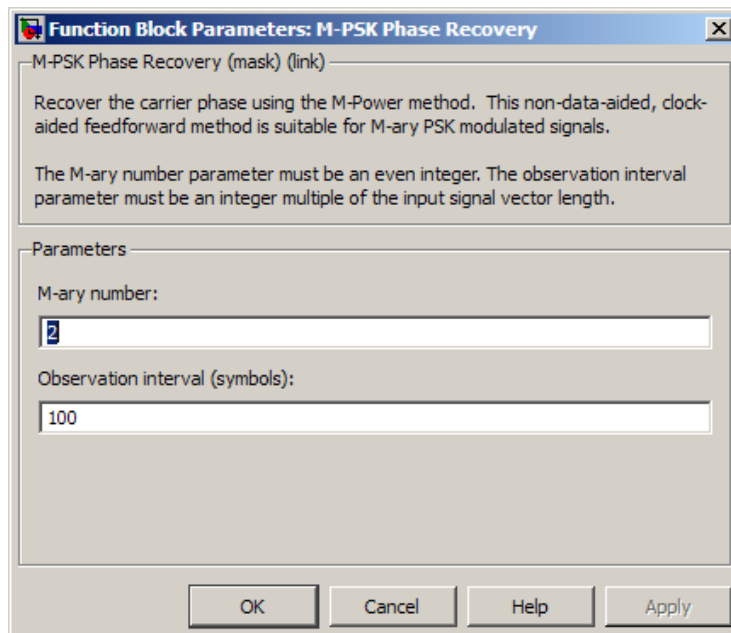 Function Block Parameters: M-PSK Phase Recovery
M-PSK Phase Recovery (mask) (link)
Recover the carrier phase using the M-Power method. This non-data-aided, clock-
aided feedforward method is suitable for M-ary PSK modulated signals.
The M-ary number parameter must be an even integer. The observation interval
parameter must be an integer multiple of the input signal vector length.
Parameters
M-ary number:
2
Observation interval (symbols):
100
OK Cancel Help Apply